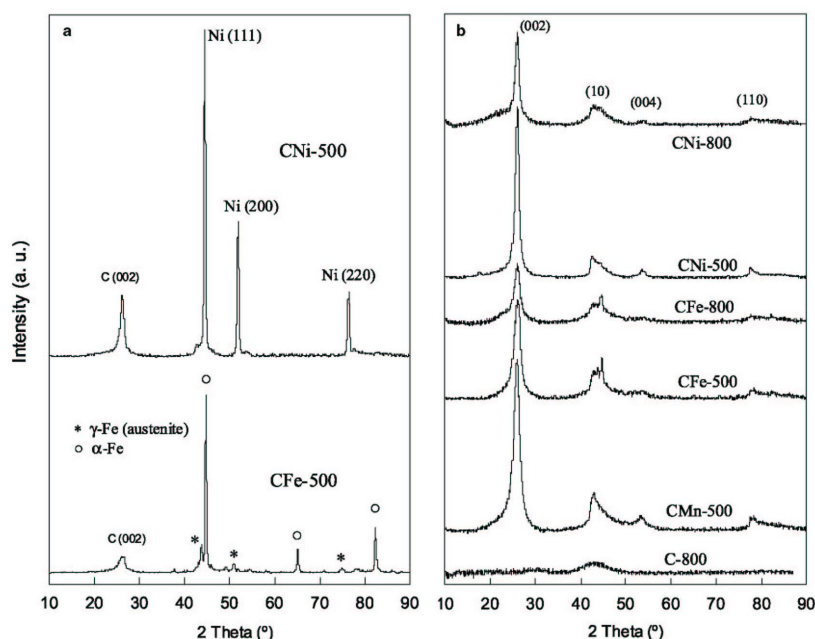 a
Ni (111)
CNi-500
Ni (200)
Ni (220)
C (002)
* γ-Fe (austenite)
○ α-Fe
CFe-500
C (002)
○
○
○
*
*
*
10 20 30 40 50 60 70 80 90
2 Theta (º)
Intensity (a. u.)
b
(002)
(10)
(004)
(110)
CNi-800
CNi-500
CFe-800
CFe-500
CMn-500
C-800
10 20 30 40 50 60 70 80 90
2 Theta (º)